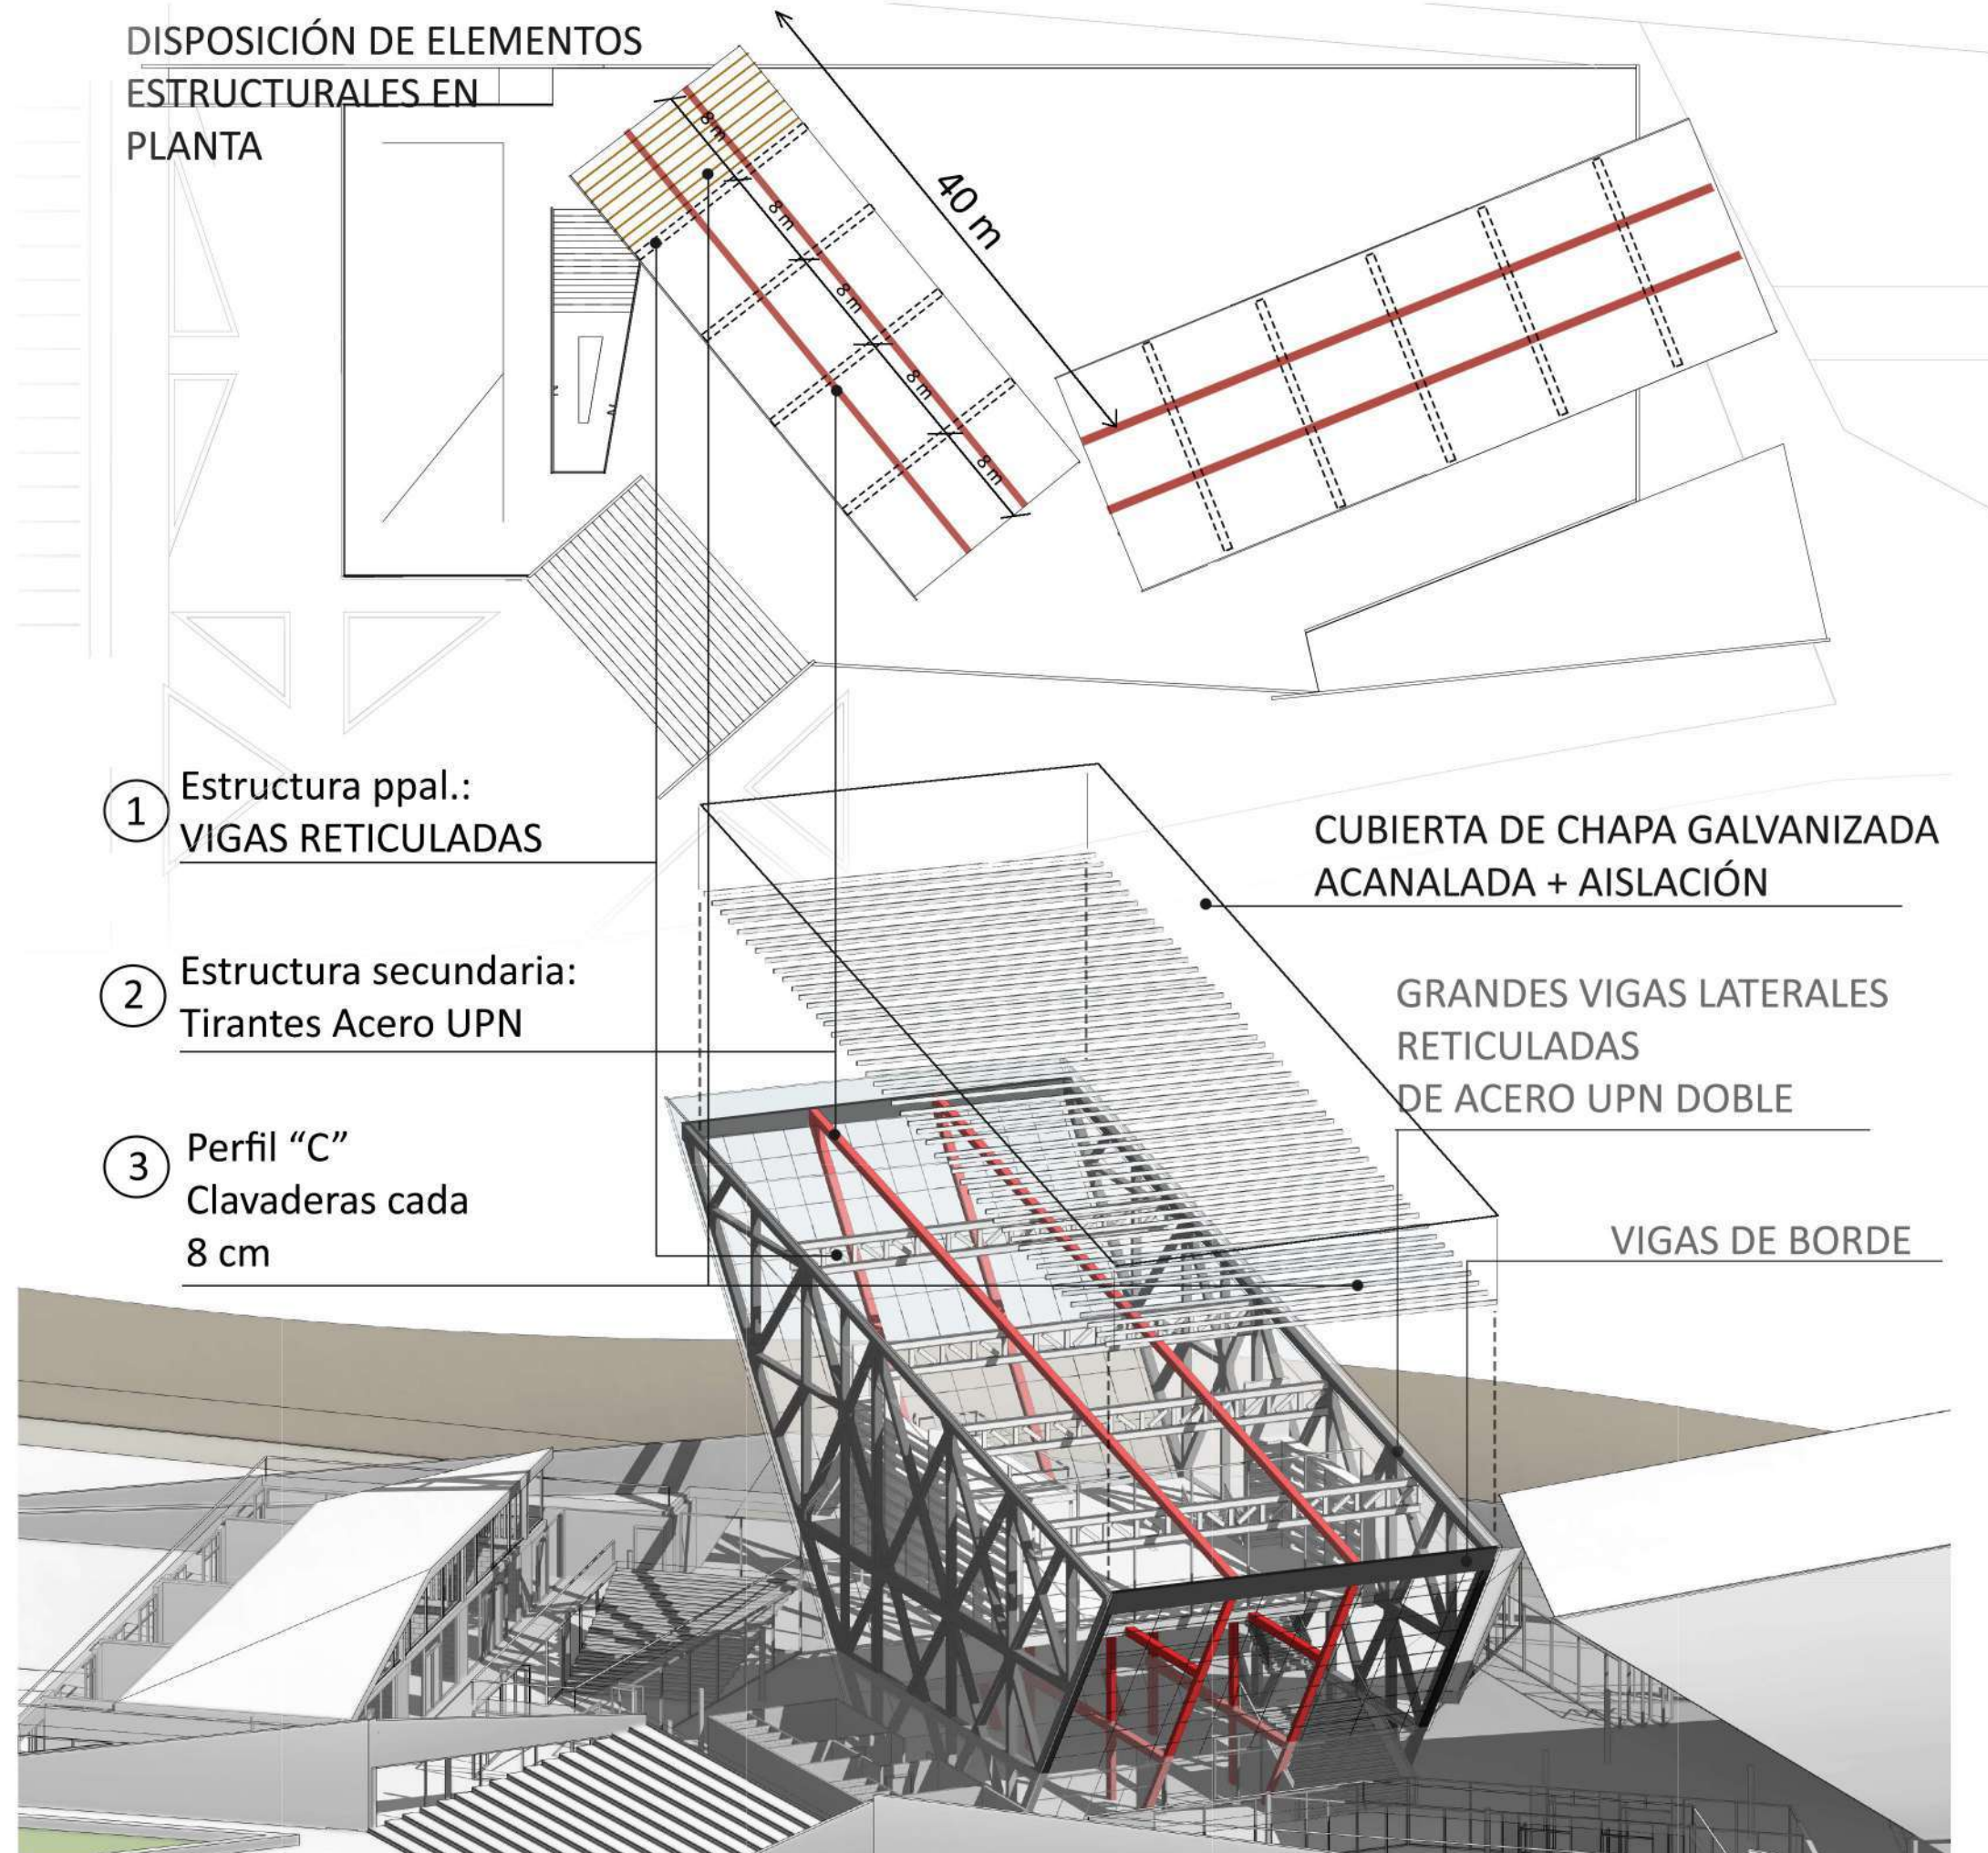 DISPOSICIÓN DE ELEMENTOS
ESTRUCTURALES EN
PLANTA
8 m
8 m
8 m
8 m
8 m
40 m
1
Estructura ppal.:
VIGAS RETICULADAS
2
Estructura secundaria:
Tirantes Acero UPN
3
Perfil “C”
Clavaderas cada
8 cm
CUBIERTA DE CHAPA GALVANIZADA
ACANALADA + AISLACIÓN
GRANDES VIGAS LATERALES
RETICULADAS
DE ACERO UPN DOBLE
VIGAS DE BORDE